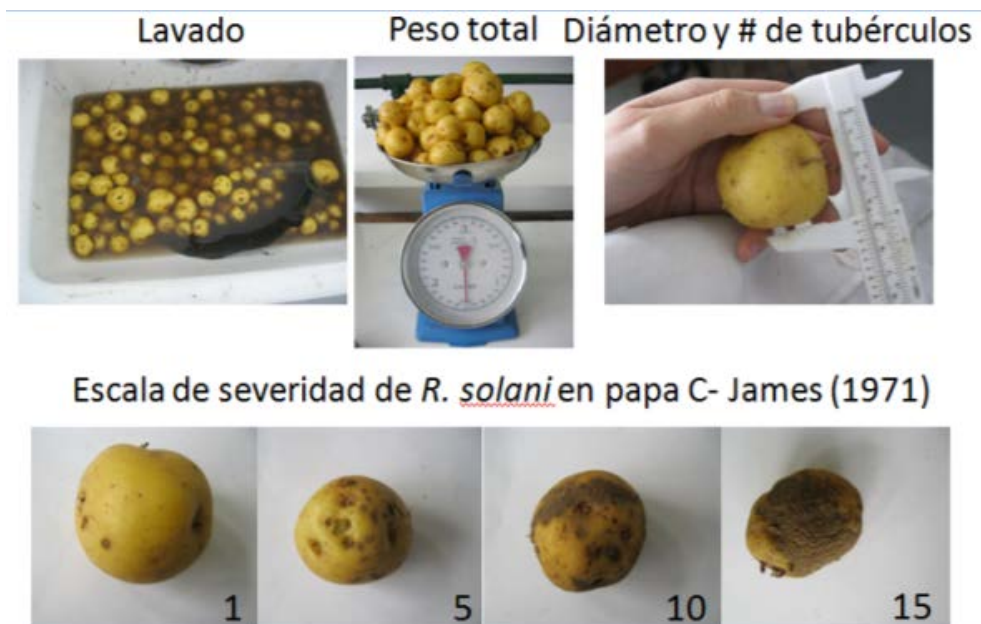 Lavado
Peso total
Diámetro y # de tubérculos
Escala de severidad de R. solani en papa C- James (1971)
1
5
10
15